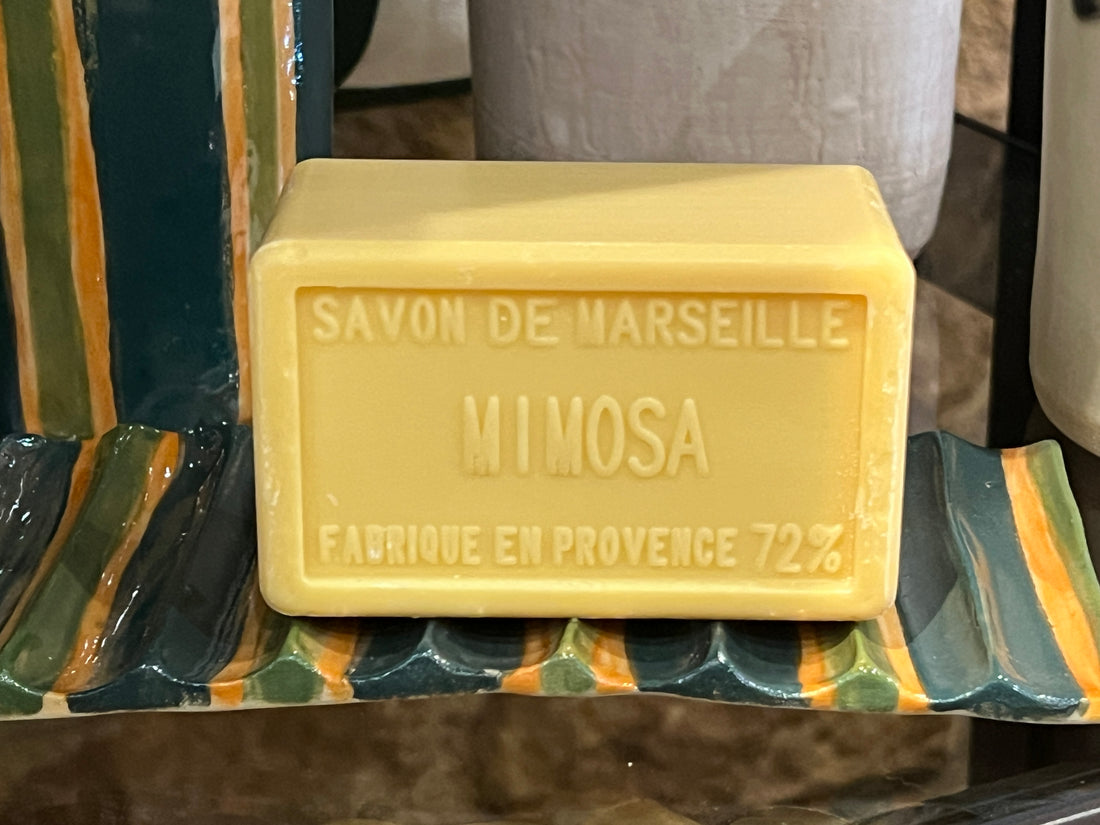 SAVON DE MARSEILLE
MIMOSA
FABRIQUE EN PROVENCE 72%